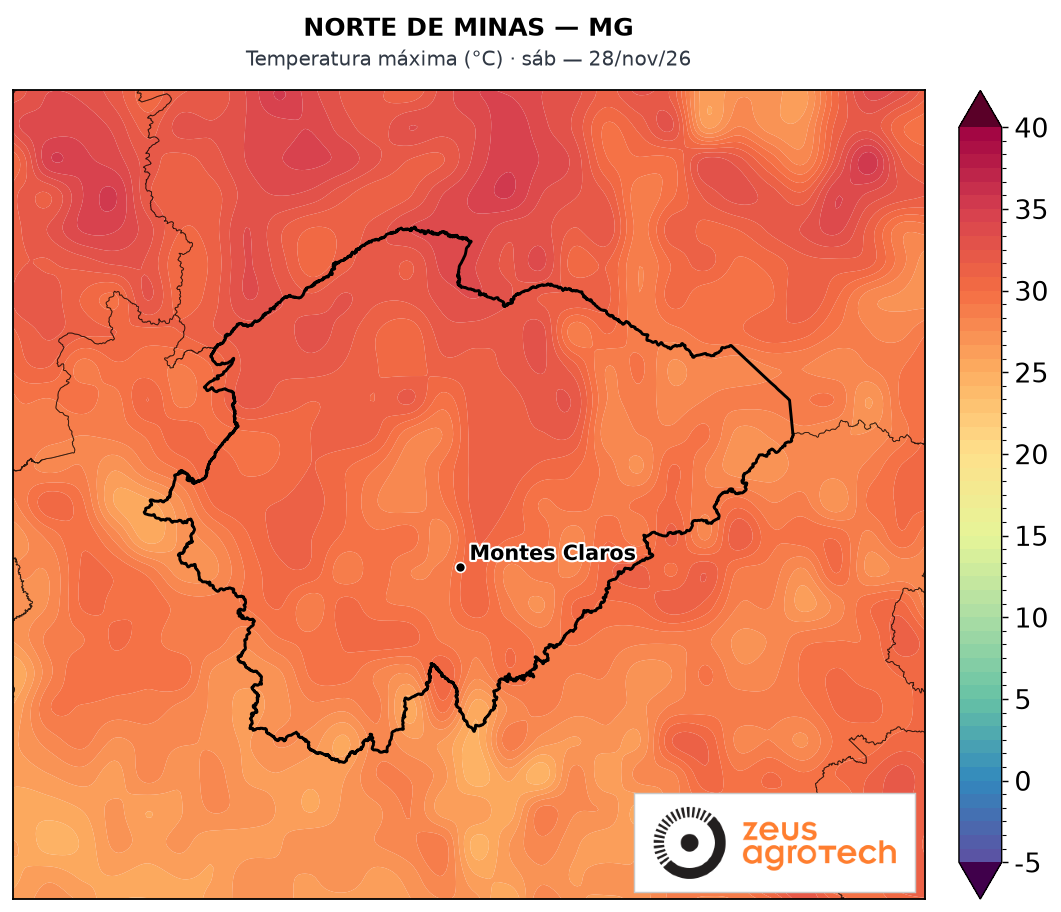 NORTE DE MINAS — MG
Temperatura máxima (°C) · sáb — 28/nov/26
40
35
30
25
20
15
10
5
0
-5
Montes Claros
zeus
agrotech